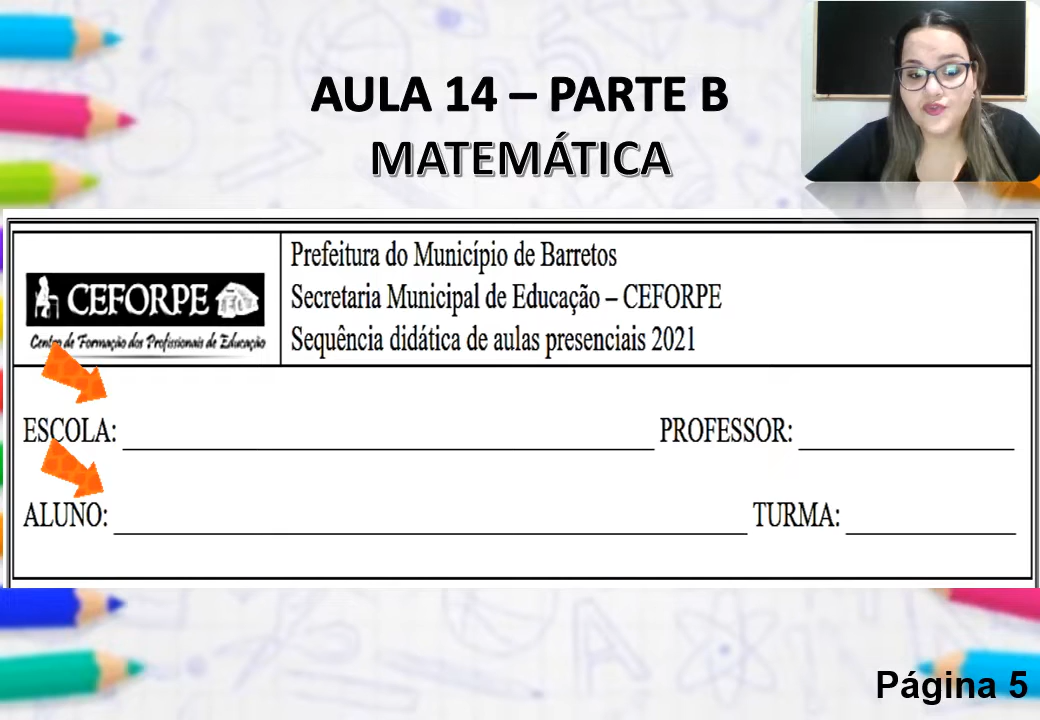 AULA 14 – PARTE B
MATEMÁTICA
CEFORPE
Centro de Formação dos Profissionais de Educação
Prefeitura do Município de Barretos
Secretaria Municipal de Educação – CEFORPE
Sequência didática de aulas presenciais 2021
ESCOLA: PROFESSOR:
ALUNO: TURMA:
Página 5